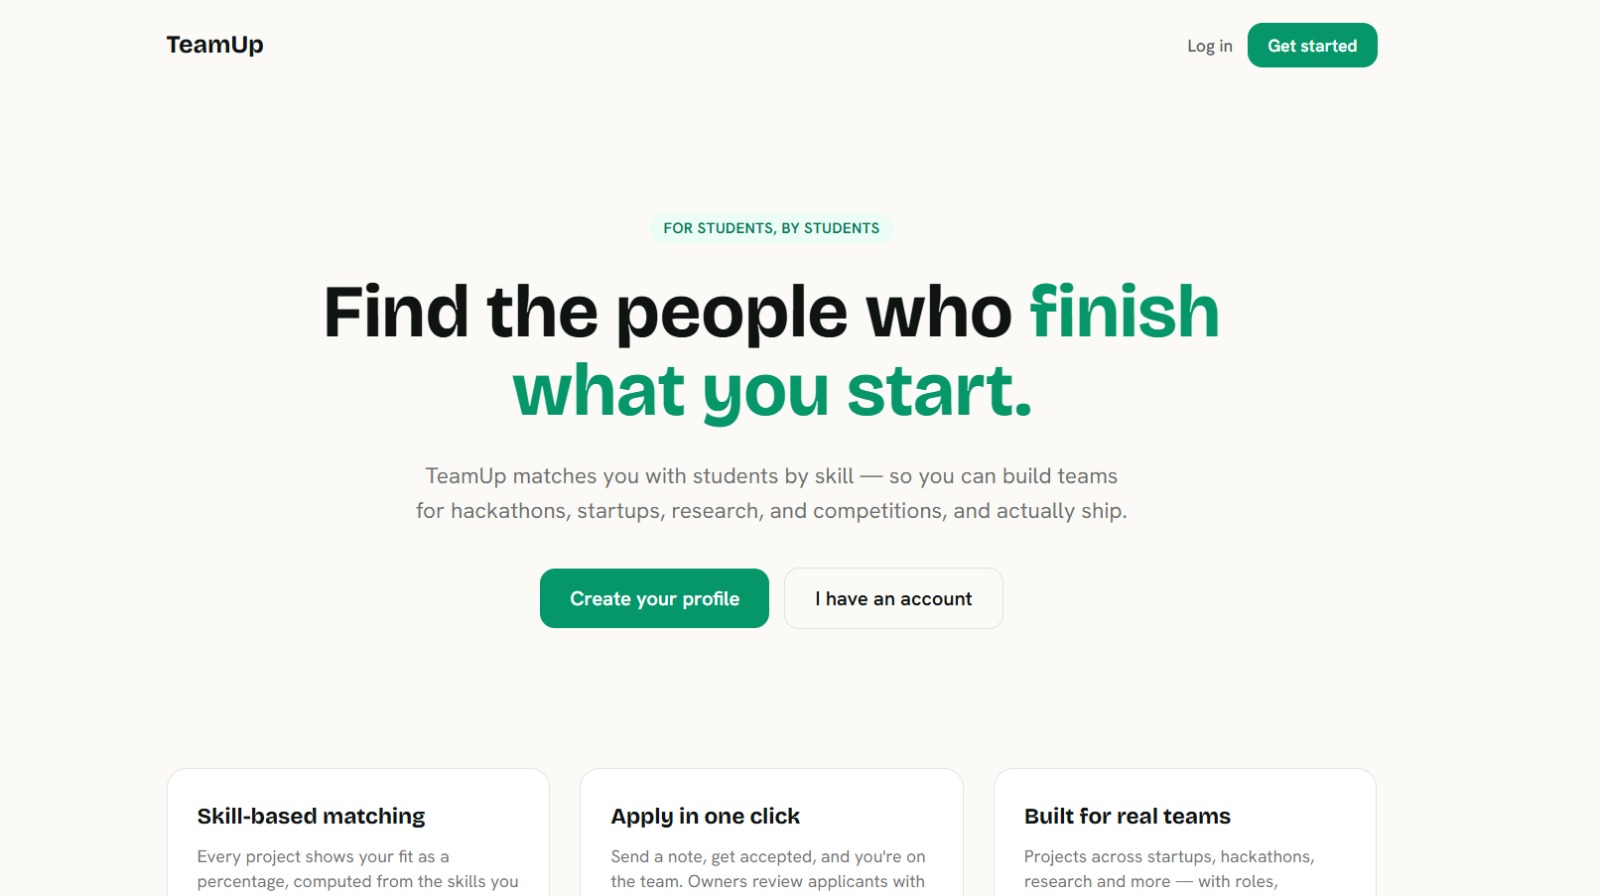 TeamUp
Log in
Get started
FOR STUDENTS, BY STUDENTS
Find the people who finish
what you start.
TeamUp matches you with students by skill — so you can build teams
for hackathons, startups, research, and competitions, and actually ship.
Create your profile
I have an account
Skill-based matching
Every project shows your fit as a
percentage, computed from the skills you
Apply in one click
Send a note, get accepted, and you're on
the team. Owners review applicants with
Built for real teams
Projects across startups, hackathons,
research and more — with roles,